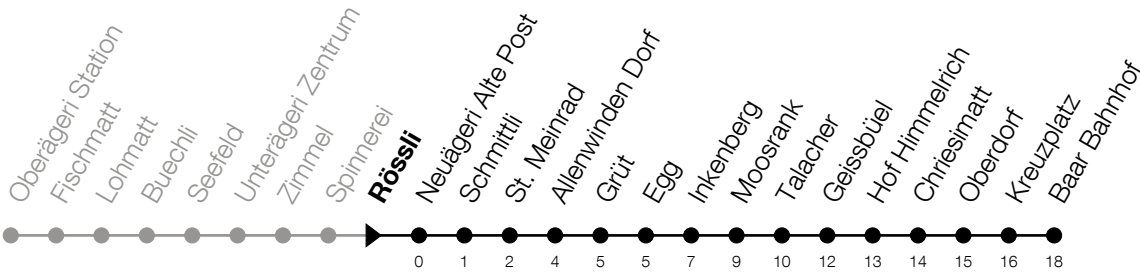 Oberägeri Station
Fischmatt
Lohmatt
Buechli
Seefeld
Unterägeri Zentrum
Zimmel
Spinnerei
Rössli
Neuägeri Alte Post
Schmittli
St. Meinrad
Allenwinden Dorf
Grüt
Egg
Inkenberg
Moosrank
Talacher
Geissbüel
Hof Himmelrich
Chriesimatt
Oberdorf
Kreuzplatz
Baar Bahnhof
0 1 2 4 5 5 7 9 10 12 13 14 15 16 18